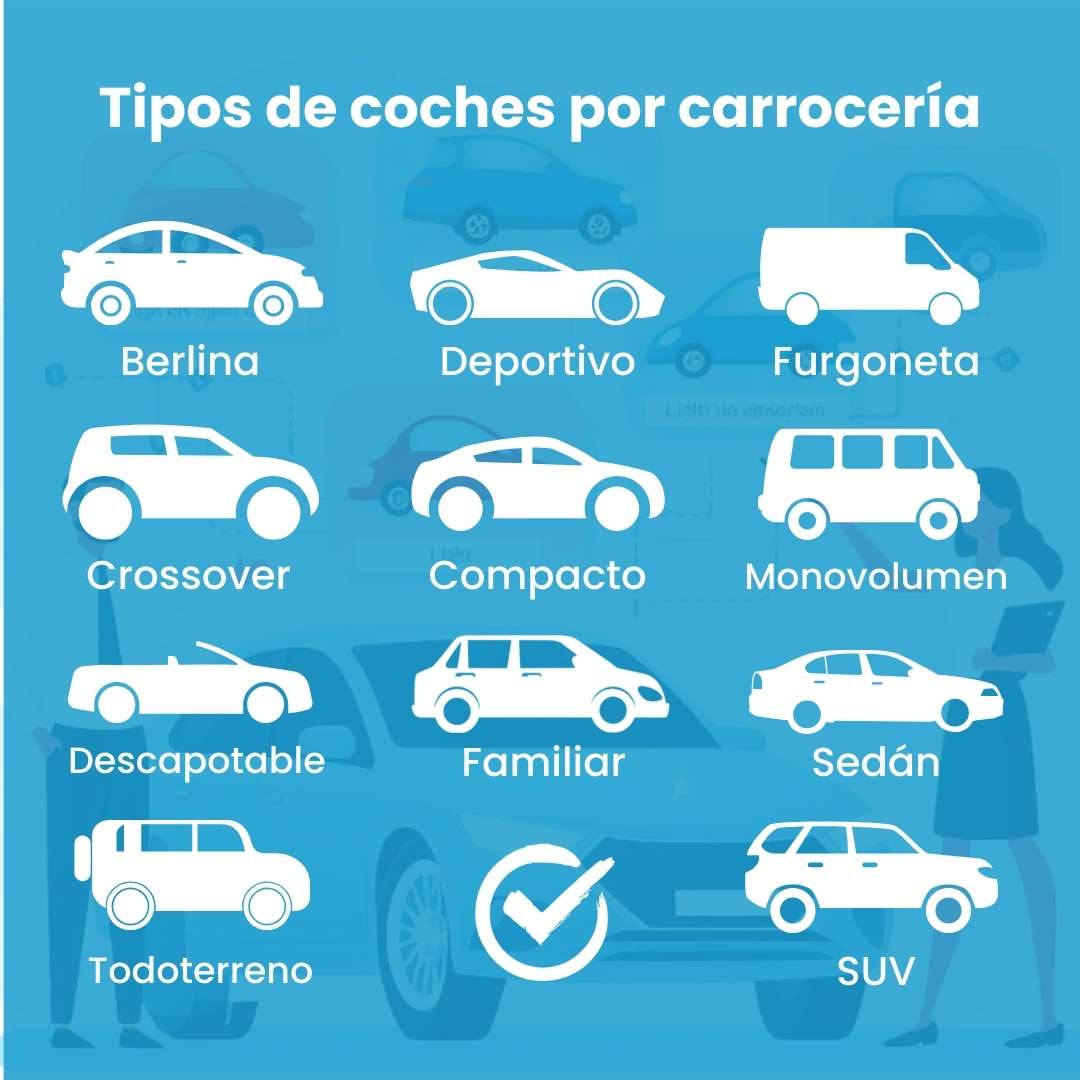 Tipos de coches por carrocería
Berlina
Deportivo
Furgoneta
Crossover
Compacto
Monovolumen
Descapotable
Familiar
Sedán
Todoterreno
SUV